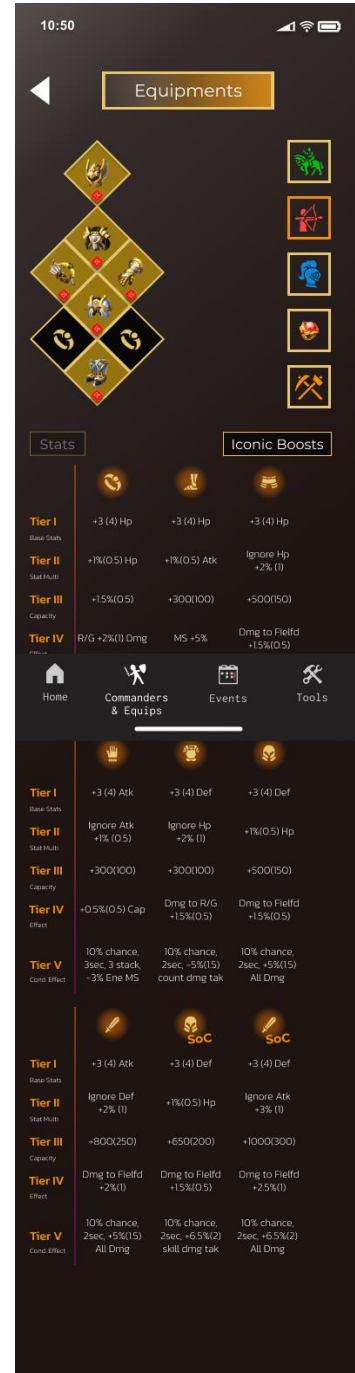 10:50
Equipments
Stats
Iconic Boosts
Tier I +3 (4) Hp +3 (4) Hp +3 (4) Hp
Base Stats
Tier II +1%(0.5) Hp +1%(0.5) Atk Ignore Hp +2% (1)
Stat Multi
Tier III +1.5%(0.5) +300(100) +500(150)
Capacity
Tier IV R/G +2%(1) Dmg MS +5% Dmg to Fielfd +1.5%(0.5)
Effect
Home
Commanders & Equips
Events
Tools
Tier I +3 (4) Atk +3 (4) Def +3 (4) Def
Base Stats
Tier II Ignore Atk +1% (0.5) Ignore Hp +2% (1) +1%(0.5) Hp
Stat Multi
Tier III +300(100) +300(100) +500(150)
Capacity
Tier IV +0.5%(0.5) Cap Dmg to R/G +1.5%(0.5) Dmg to Fielfd +1.5%(0.5)
Effect
Tier V 10% chance, 3sec, 3 stack, -3% Ene MS 10% chance, 2sec, -5%(1.5) count dmg tak 10% chance, 2sec, +5%(1.5) All Dmg
Cond Effect
SoC SoC
Tier I +3 (4) Atk +3 (4) Def +3 (4) Def
Base Stats
Tier II Ignore Def +2% (1) +1%(0.5) Hp Ignore Atk +3% (1)
Stat Multi
Tier III +800(250) +650(200) +1000(300)
Capacity
Tier IV Dmg to Fielfd +2%(1) Dmg to Fielfd +1.5%(0.5) Dmg to Fielfd +2.5%(1)
Effect
Tier V 10% chance, 2sec, +5%(1.5) All Dmg 10% chance, 2sec, +6.5%(2) skill dmg tak 10% chance, 2sec, +6.5%(2) All Dmg
Cond Effect